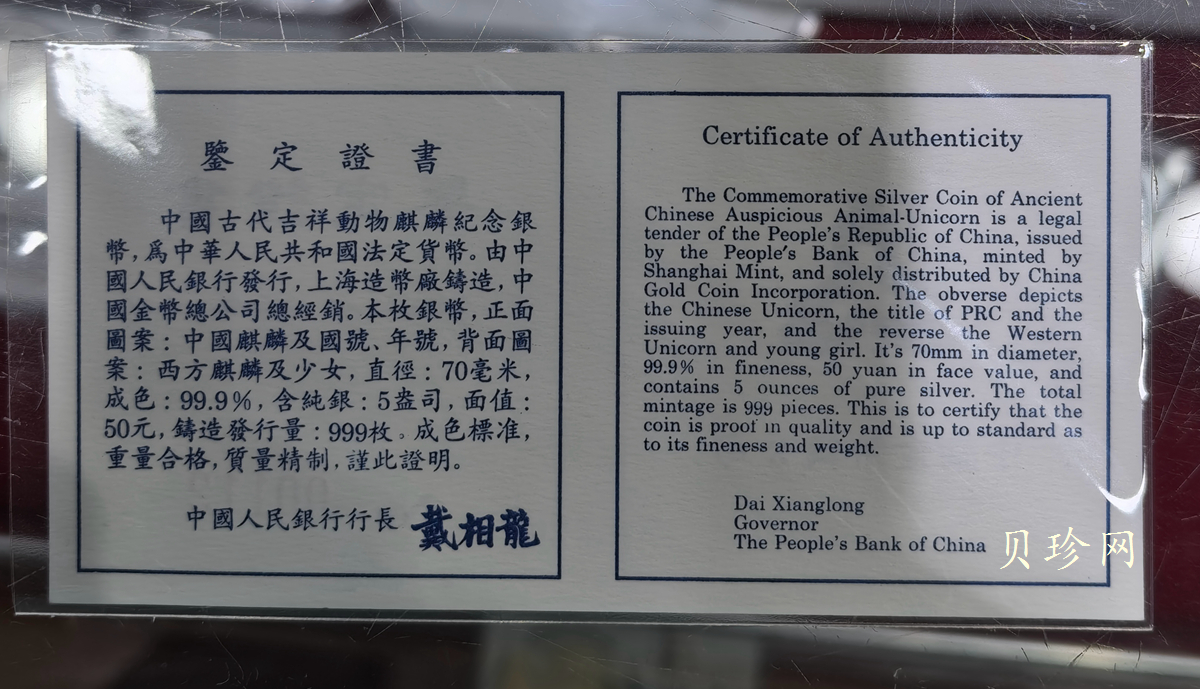 鑒定證書
中國古代吉祥動物麒麟紀念銀
幣,爲中華人民共和國法定貨幣。由中
國人民銀行發行,上海造幣廠鑄造,中
國金幣總公司總經銷。本枚銀幣,正面
圖案:中國麒麟及國號、年號,背面圖
案:西方麒麟及少女,直徑:70毫米,
成色:99.9%,含純銀:5盎司,面值:
50元,鑄造發行量:999枚。成色標准,
重量合格,質量精制,謹此證明。
中國人民銀行行長 戴相龍
Certificate of Authenticity
The Commemorative Silver Coin of Ancient
Chinese Auspicious Animal-Unicorn is a legal
tender of the People's Republic of China, issued
by the People's Bank of China, minted by
Shanghai Mint, and solely distributed by China
Gold Coin Incorporation. The obverse depicts
the Chinese Unicorn, the title of PRC and the
issuing year, and the reverse the Western
Unicorn and young girl. It's 70mm in diameter,
99.9% in fineness, 50 yuan in face value, and
contains 5 ounces of pure silver. The total
mintage is 999 pieces. This is to certify that the
coin is proof in quality and is up to standard as
to its fineness and weight.
Dai Xianglong
Governor
The People's Bank of China
贝珍网